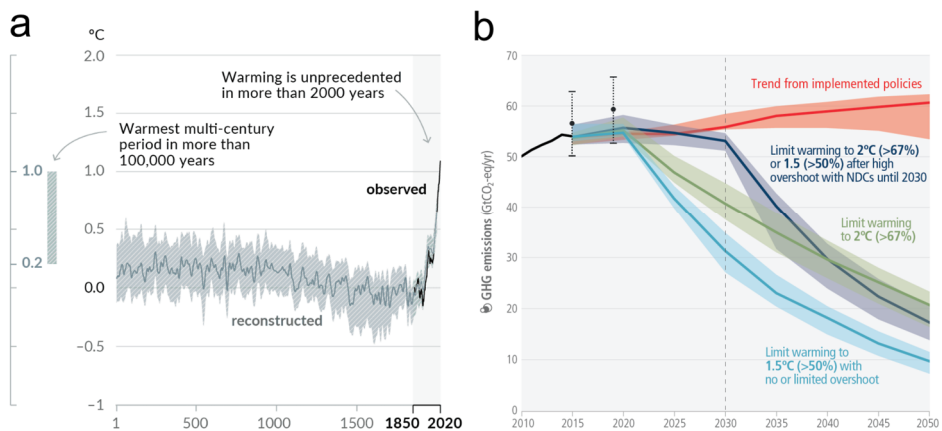 a
°C
2.0
1.5
1.0
0.5
0.0
−0.5
−1
1.0
0.2
Warming is unprecedented
in more than 2000 years
Warmest multi-century
period in more than
100,000 years
observed
reconstructed
1
500
1000
1500
1850
2020
b
GHG emissions (GtCO2-eq/yr)
70
60
50
40
30
20
10
0
Trend from implemented policies
Limit warming to 2°C (>67%)
or 1.5 (>50%) after high
overshoot with NDCs until 2030
Limit warming
to 2°C (>67%)
Limit warming to
1.5°C (>50%) with
no or limited overshoot
2010
2015
2020
2025
2030
2035
2040
2045
2050